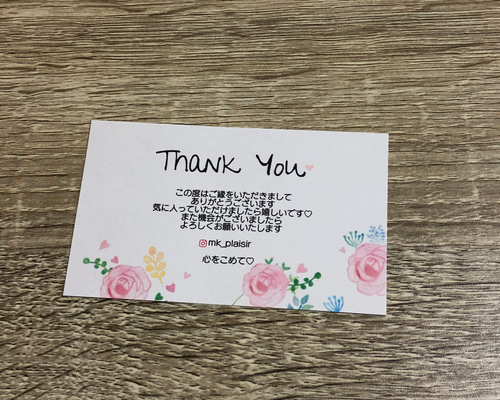 Thank You
この度はご縁をいただきまして
ありがとうございます
気に入っていただけましたら嬉しいです♡
また機会がございましたら
よろしくお願いいたします
mk_plaisir
心をこめて♡